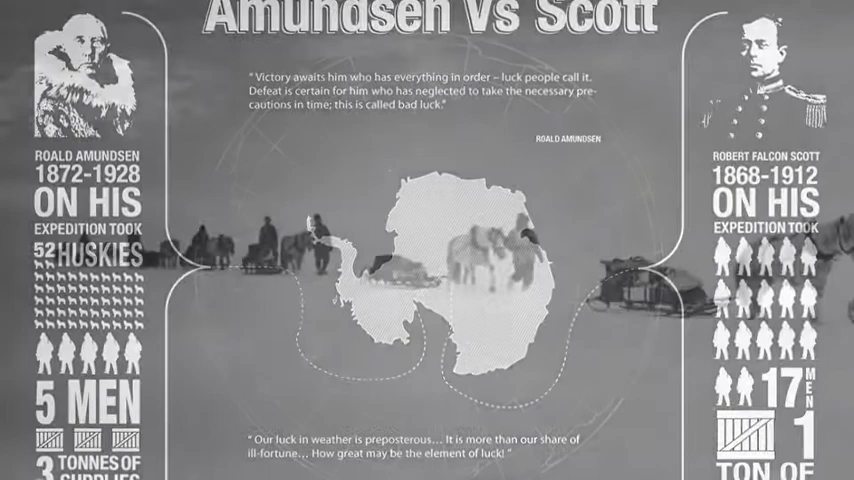 Amundsen Vs Scott
“ Victory awaits him who has everything in order – luck people call it.
Defeat is certain for him who has neglected to take the necessary pre-
cautions in time; this is called bad luck.”
ROALD AMUNDSEN
ROALD AMUNDSEN
1872-1928
ON HIS
EXPEDITION TOOK
52 HUSKIES
5 MEN
3 TONNES OF
SUPPLIES
ROBERT FALCON SCOTT
1868-1912
ON HIS
EXPEDITION TOOK
17 MEN
1
TON OF
“ Our luck in weather is preposterous... It is more than our share of
ill-fortune... How great may be the element of luck! ”